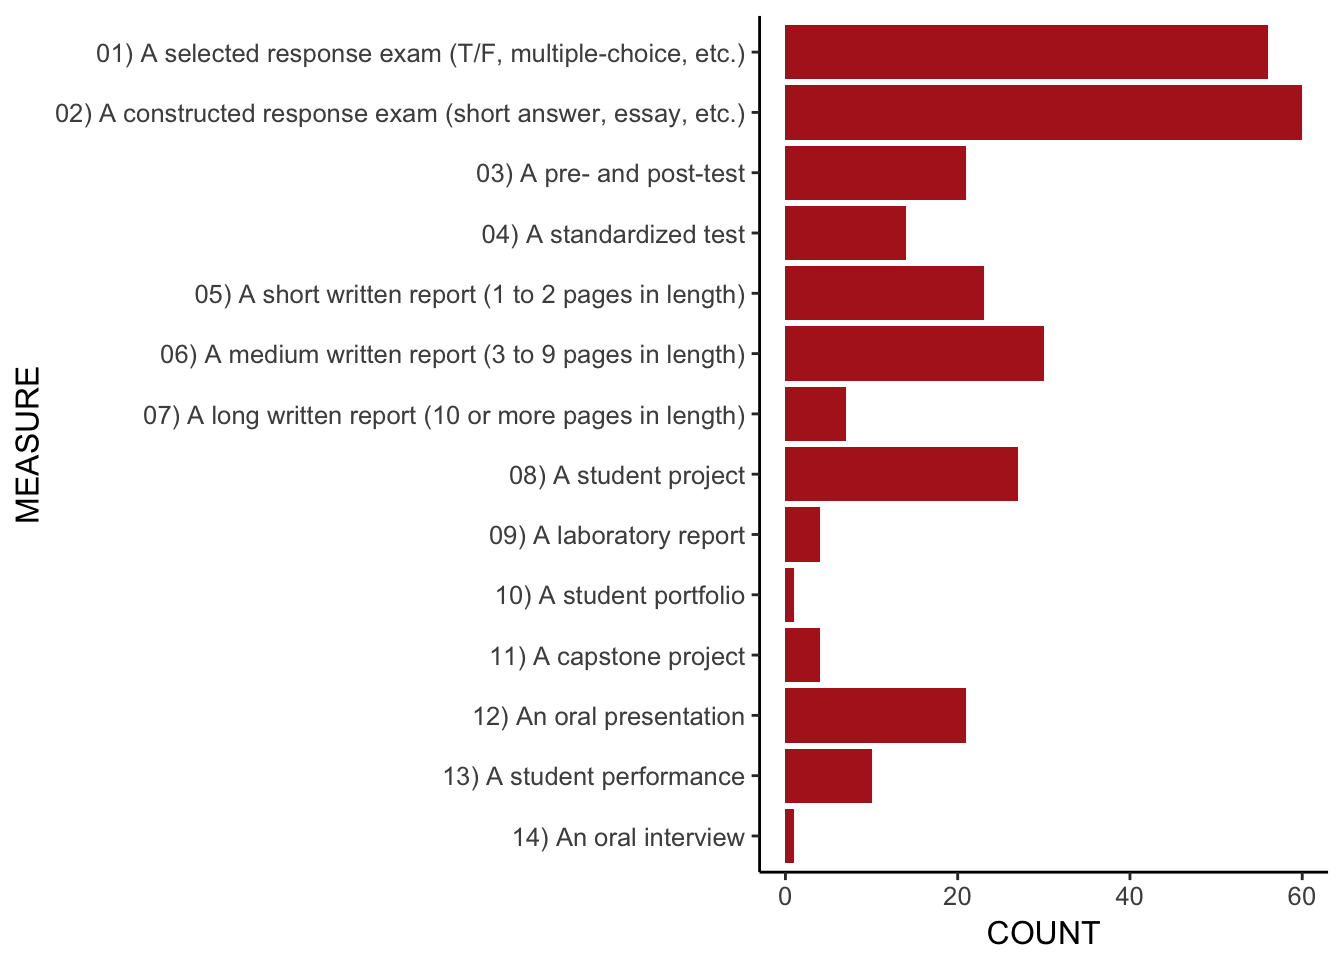 01) A selected response exam (T/F, multiple-choice, etc.)
02) A constructed response exam (short answer, essay, etc.)
03) A pre- and post-test
04) A standardized test
05) A short written report (1 to 2 pages in length)
06) A medium written report (3 to 9 pages in length)
07) A long written report (10 or more pages in length)
08) A student project
09) A laboratory report
10) A student portfolio
11) A capstone project
12) An oral presentation
13) A student performance
14) An oral interview
MEASURE
0 20 40 60
COUNT